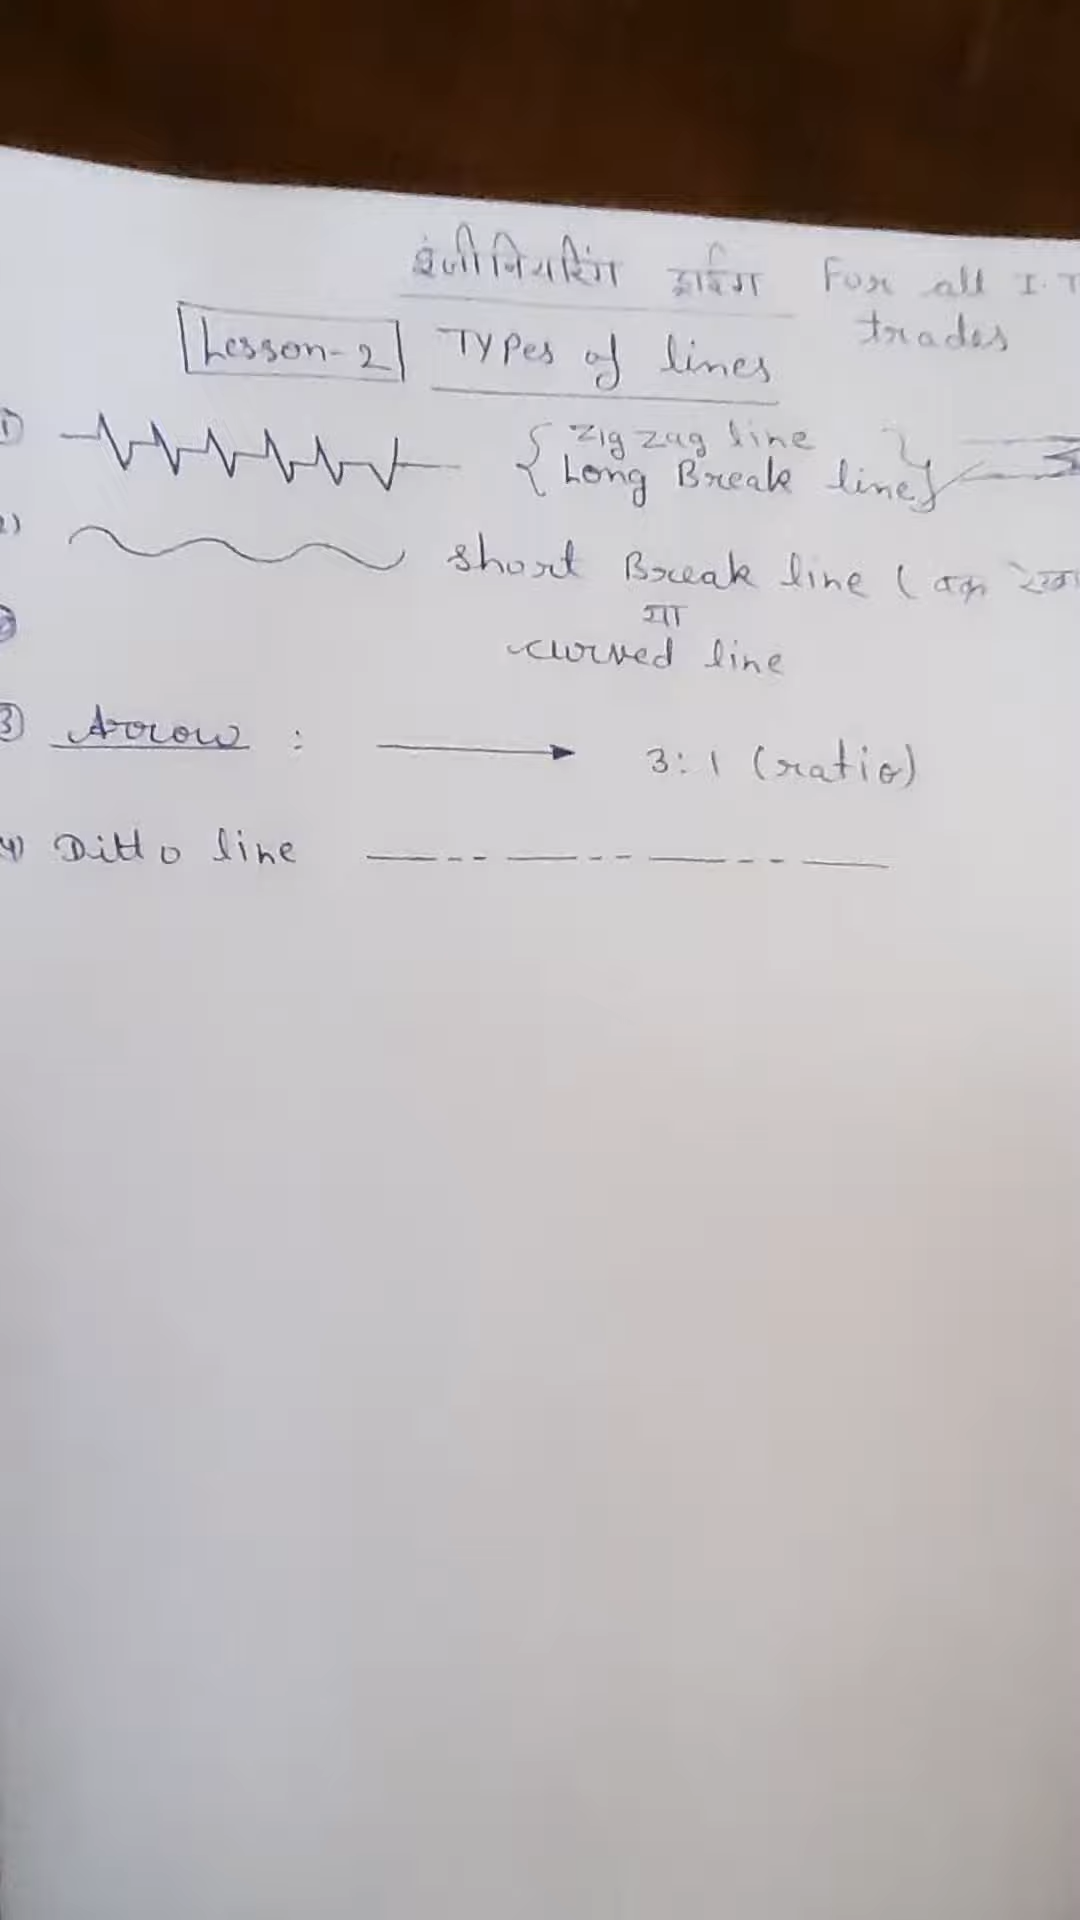 इंजीनियरिंग ड्राईंग For all I.T
trades
Lesson-2 Types of lines
1) { Zig zag line }
{ Long Break line }
2) short Break line ( वक्र रेखा
या
curved line
3) Arrow : 3:1 (ratio)
4) Ditto line